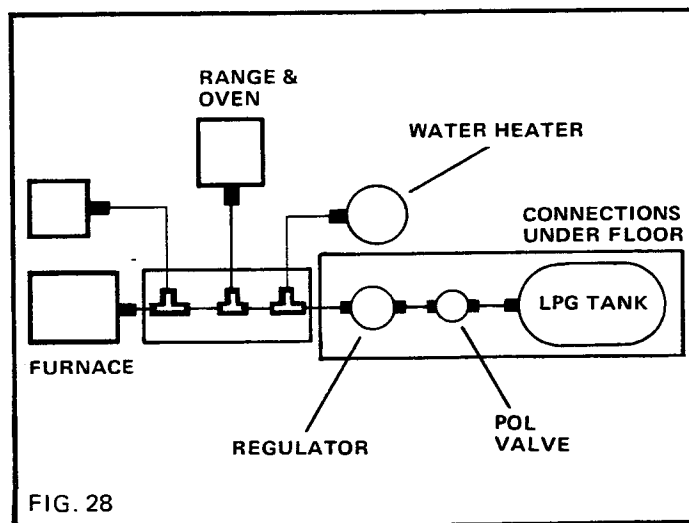 RANGE &
OVEN
WATER HEATER
CONNECTIONS
UNDER FLOOR
LPG TANK
FURNACE
REGULATOR
POL
VALVE
FIG. 28